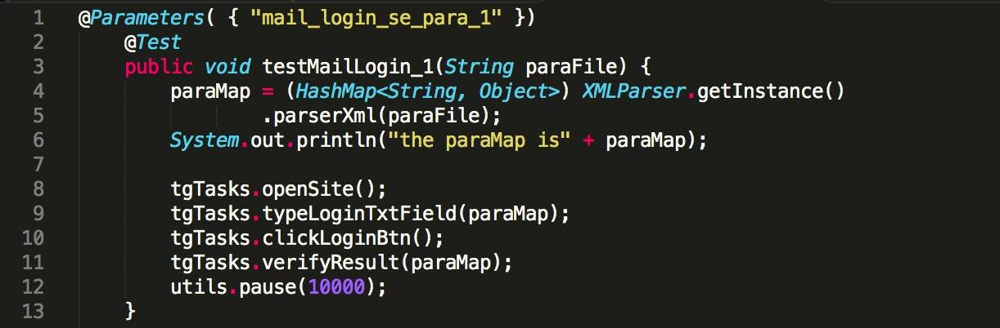 1 @Parameters( { "mail_login_se_para_1" })
2 @Test
3 public void testMailLogin_1(String paraFile) {
4 paraMap = (HashMap<String, Object>) XMLParser.getInstance()
5 .parserXml(paraFile);
6 System.out.println("the paraMap is" + paraMap);
7
8 tgTasks.openSite();
9 tgTasks.typeLoginTxtField(paraMap);
10 tgTasks.clickLoginBtn();
11 tgTasks.verifyResult(paraMap);
12 utils.pause(10000);
13 }